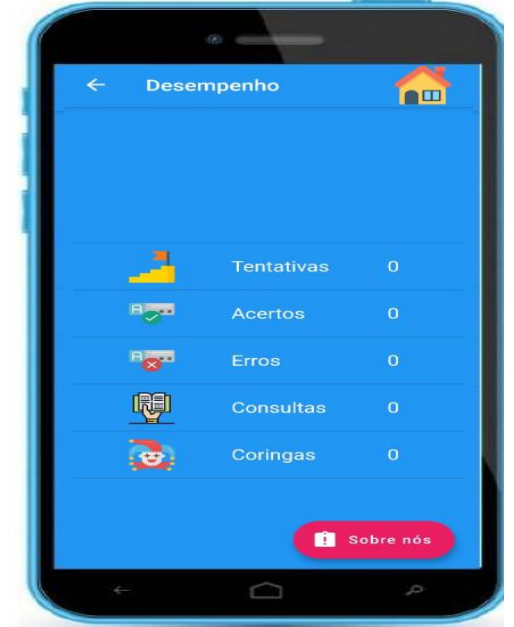 Desempenho
Tentativas 0
Acertos 0
Erros 0
Consultas 0
Coringas 0
Sobre nós